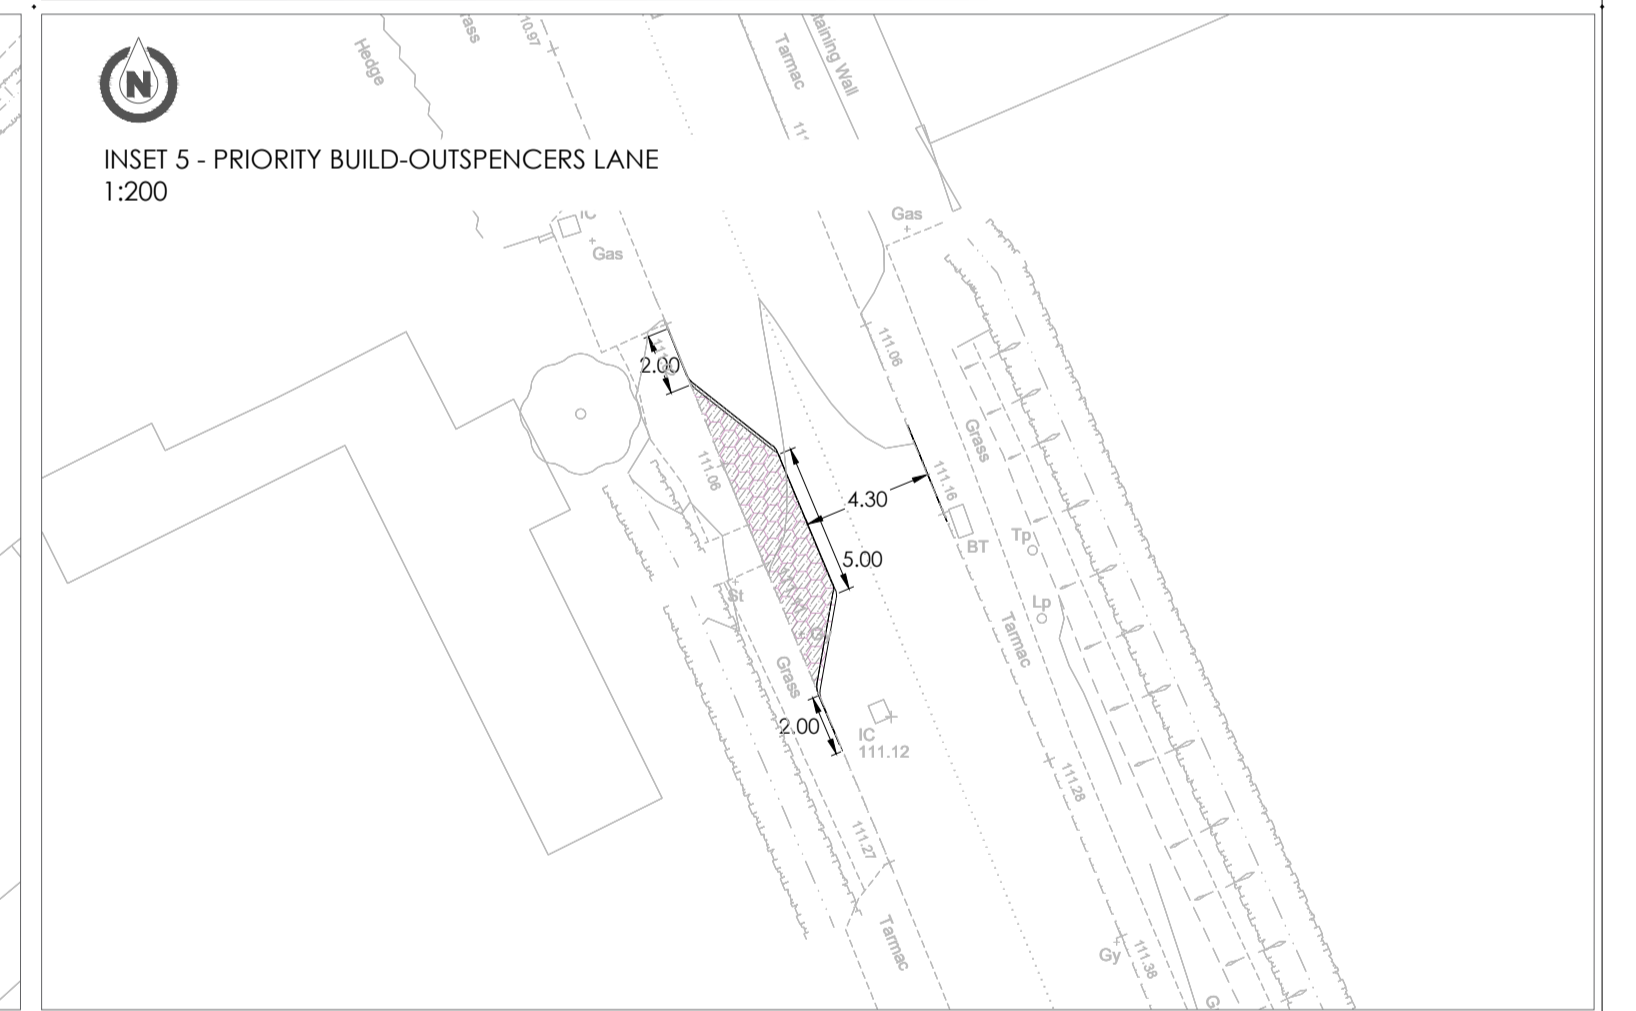 Hedge
10.97
Tarmac
taining Wall
N
INSET 5 - PRIORITY BUILD-OUTSPENCERS LANE
1:200
IC
Gas
Gas
111.06
2.00
Grass
111.06
111.16
4.30
BT
Tp
5.00
St
Lp
Tarmac
Grass
2.00
IC
111.12
111.28
111.27
Tarmac
Gy
111.38